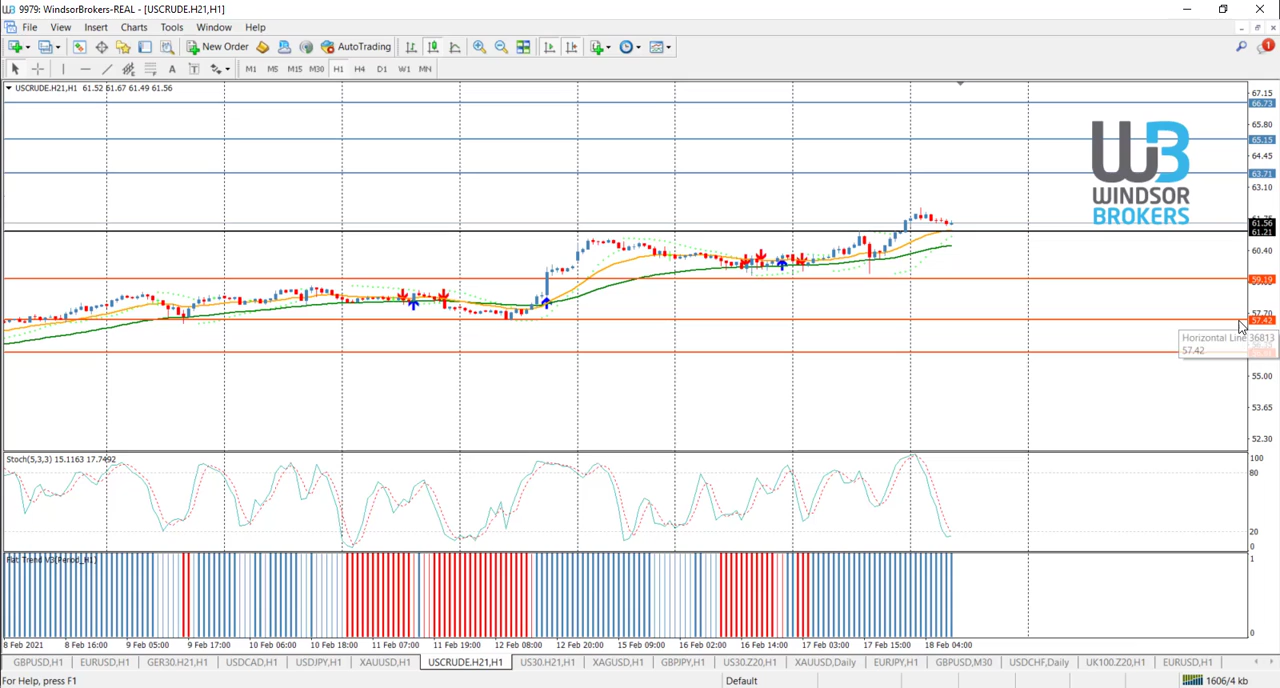 9979: WindsorBrokers-REAL - [USCRUDE.H21,H1]
File View Insert Charts Tools Window Help
New Order AutoTrading 1
A T M1 M5 M15 M30 H1 H4 D1 W1 MN
USCRUDE.H21,H1 61.52 61.67 61.49 61.56
67.15
66.73
65.80
65.15
64.45
63.71
63.10
61.56
61.21
60.40
59.19
57.70
57.42
55.00
53.65
52.30
W3
WINDSOR
BROKERS
Horizontal Line 36813
57.42
Stoch(5,3,3) 15.1163 17.7492
100
80
20
0
Flat Trend V3(Period_H1)
1
0
8 Feb 2021 8 Feb 16:00 9 Feb 05:00 9 Feb 17:00 10 Feb 06:00 10 Feb 18:00 11 Feb 07:00 11 Feb 19:00 12 Feb 08:00 12 Feb 20:00 15 Feb 09:00 16 Feb 02:00 16 Feb 14:00 17 Feb 03:00 17 Feb 15:00 18 Feb 04:00
GBPUSD,H1 EURUSD,H1 GER30.H21,H1 USDCAD,H1 USDJPY,H1 XAUUSD,H1 USCRUDE.H21,H1 US30.H21,H1 XAGUSD,H1 GBPJPY,H1 US30.Z20,H1 XAUUSD,Daily EURJPY,H1 GBPUSD,M30 USDCHF,Daily UK100.Z20,H1 EURUSD,H1
For Help, press F1 Default 1606/4 kb